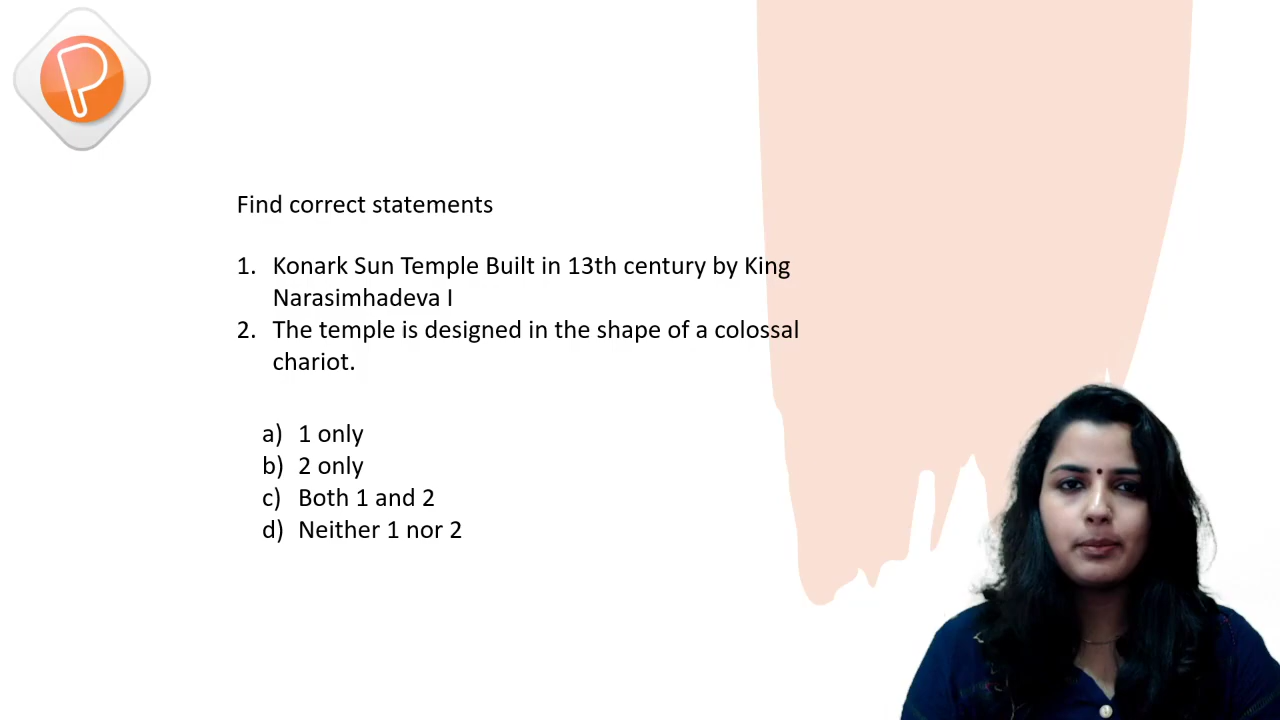 Find correct statements
1. Konark Sun Temple Built in 13th century by King
Narasimhadeva I
2. The temple is designed in the shape of a colossal
chariot.
a) 1 only
b) 2 only
c) Both 1 and 2
d) Neither 1 nor 2